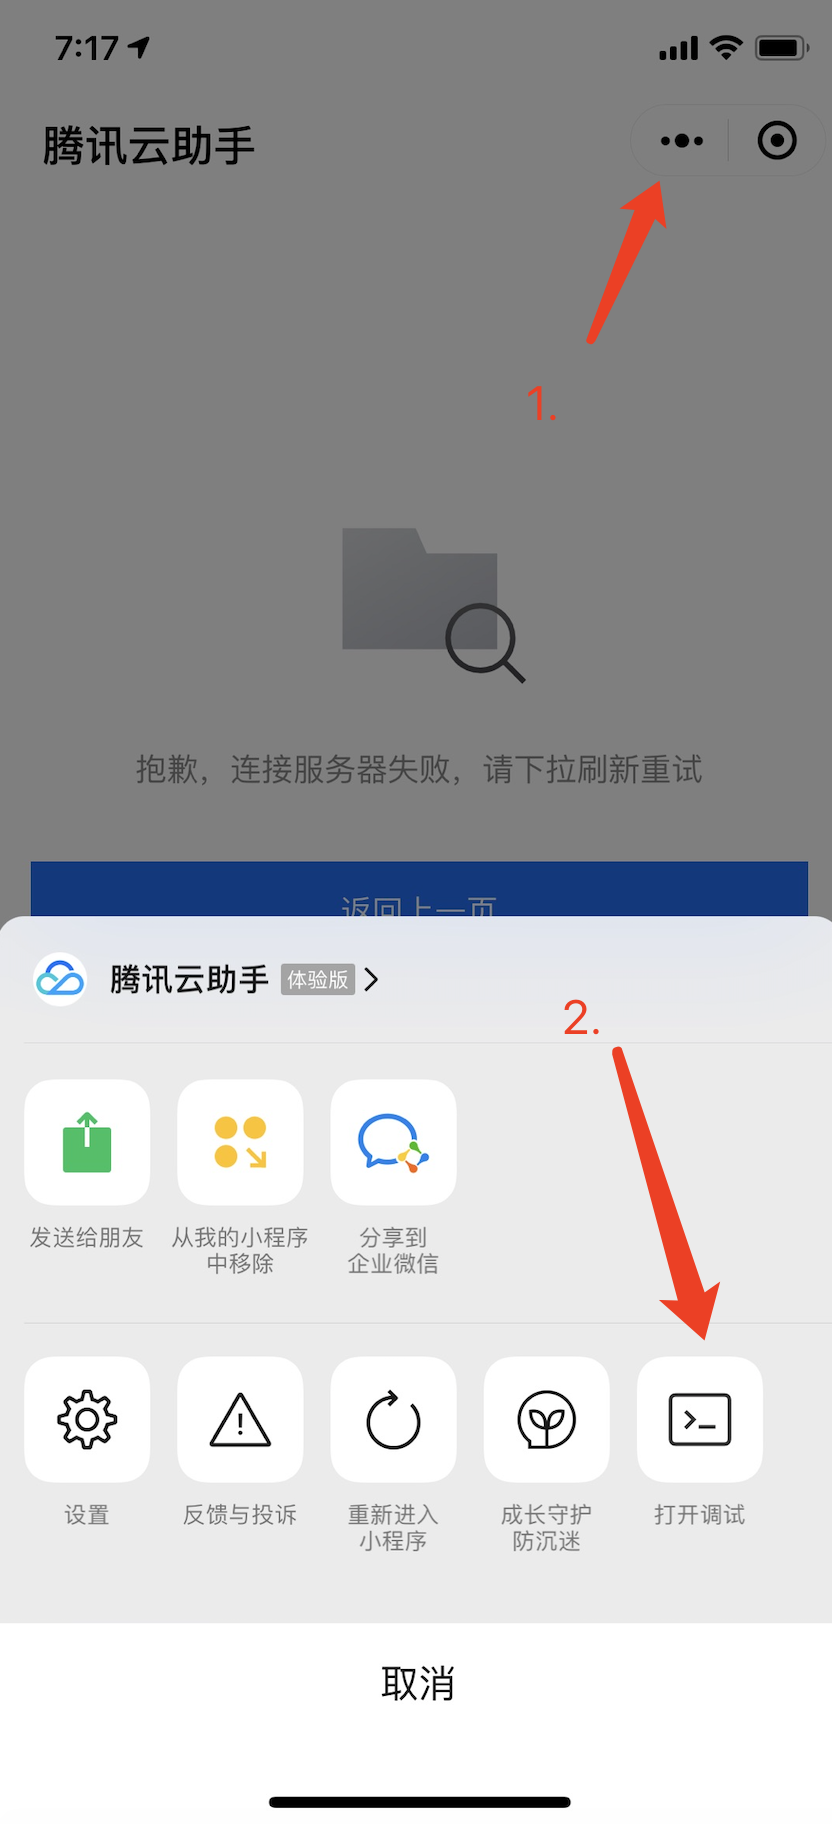 7:17
腾讯云助手
1.
抱歉，连接服务器失败，请下拉刷新重试
返回上一页
腾讯云助手 体验版
2.
发送给朋友
从我的小程序
中移除
分享到
企业微信
设置
反馈与投诉
重新进入
小程序
成长守护
防沉迷
打开调试
取消